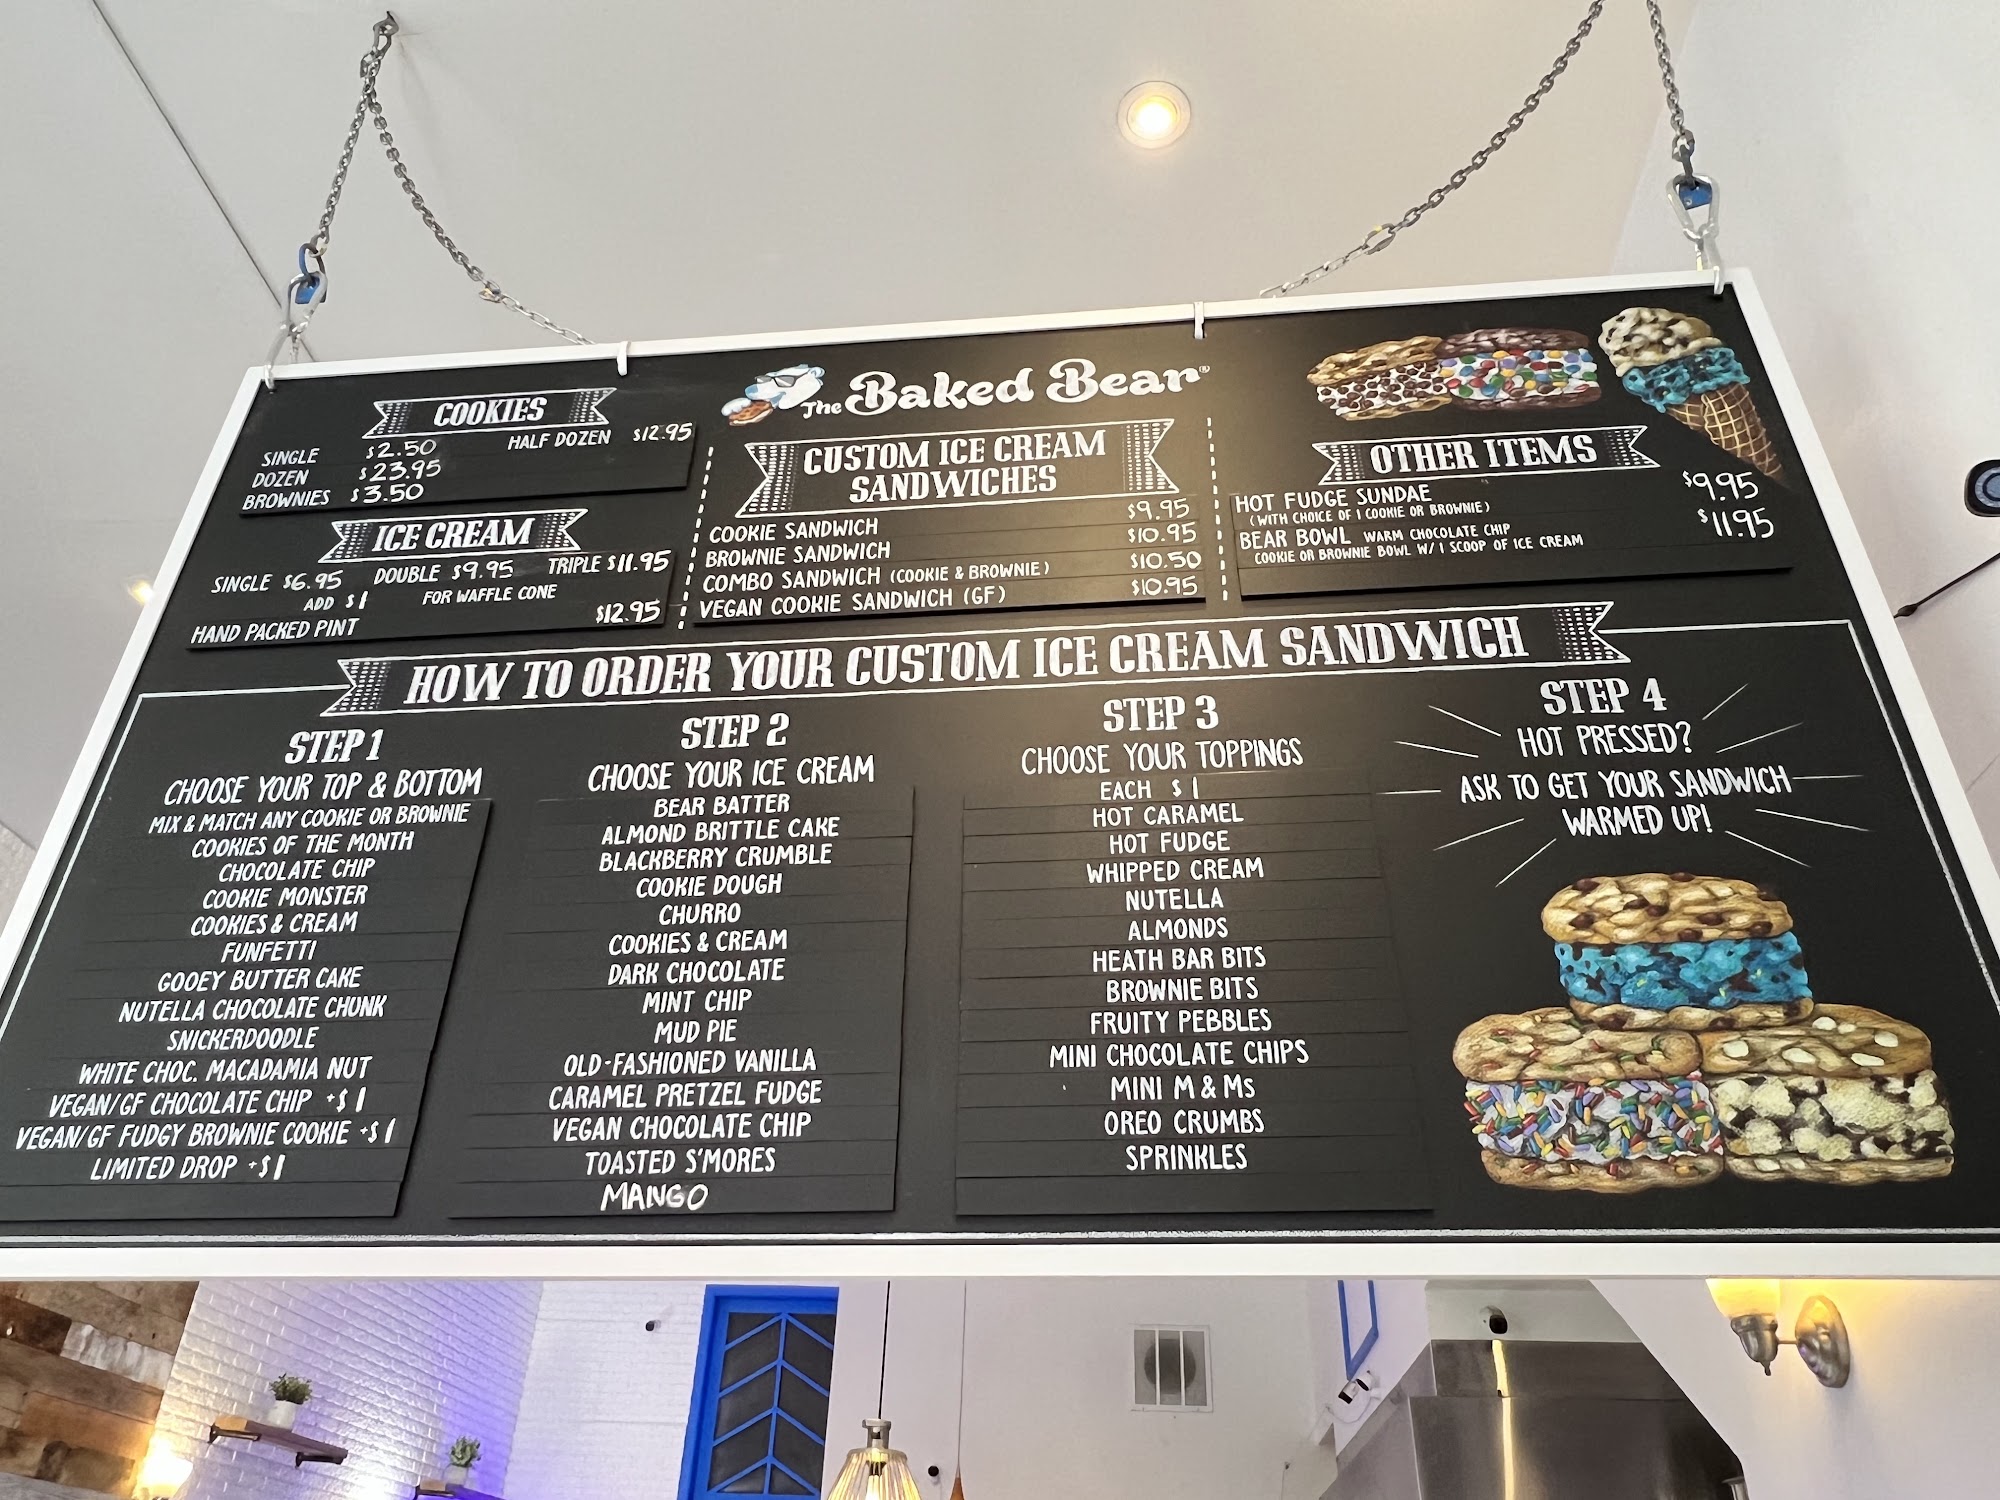 The Baked Bear®
COOKIES
SINGLE $2.50 HALF DOZEN $12.95
DOZEN $23.95
BROWNIES $3.50
ICE CREAM
SINGLE $6.95 DOUBLE $9.95 TRIPLE $11.95
ADD $1 FOR WAFFLE CONE
HAND PACKED PINT $12.95
CUSTOM ICE CREAM
SANDWICHES
COOKIE SANDWICH $9.95
BROWNIE SANDWICH $10.95
COMBO SANDWICH (COOKIE & BROWNIE) $10.50
VEGAN COOKIE SANDWICH (GF) $10.95
OTHER ITEMS
HOT FUDGE SUNDAE $9.95
(WITH CHOICE OF 1 COOKIE OR BROWNIE)
BEAR BOWL WARM CHOCOLATE CHIP $11.95
COOKIE OR BROWNIE BOWL W/ 1 SCOOP OF ICE CREAM
HOW TO ORDER YOUR CUSTOM ICE CREAM SANDWICH
STEP 1
CHOOSE YOUR TOP & BOTTOM
MIX & MATCH ANY COOKIE OR BROWNIE
COOKIES OF THE MONTH
CHOCOLATE CHIP
COOKIE MONSTER
COOKIES & CREAM
FUNFETTI
GOOEY BUTTER CAKE
NUTELLA CHOCOLATE CHUNK
SNICKERDOODLE
WHITE CHOC. MACADAMIA NUT
VEGAN/GF CHOCOLATE CHIP +$1
VEGAN/GF FUDGY BROWNIE COOKIE +$1
LIMITED DROP +$1
STEP 2
CHOOSE YOUR ICE CREAM
BEAR BATTER
ALMOND BRITTLE CAKE
BLACKBERRY CRUMBLE
COOKIE DOUGH
CHURRO
COOKIES & CREAM
DARK CHOCOLATE
MINT CHIP
MUD PIE
OLD-FASHIONED VANILLA
CARAMEL PRETZEL FUDGE
VEGAN CHOCOLATE CHIP
TOASTED S'MORES
MANGO
STEP 3
CHOOSE YOUR TOPPINGS
EACH $1
HOT CARAMEL
HOT FUDGE
WHIPPED CREAM
NUTELLA
ALMONDS
HEATH BAR BITS
BROWNIE BITS
FRUITY PEBBLES
MINI CHOCOLATE CHIPS
MINI M & Ms
OREO CRUMBS
SPRINKLES
STEP 4
HOT PRESSED?
ASK TO GET YOUR SANDWICH
WARMED UP!